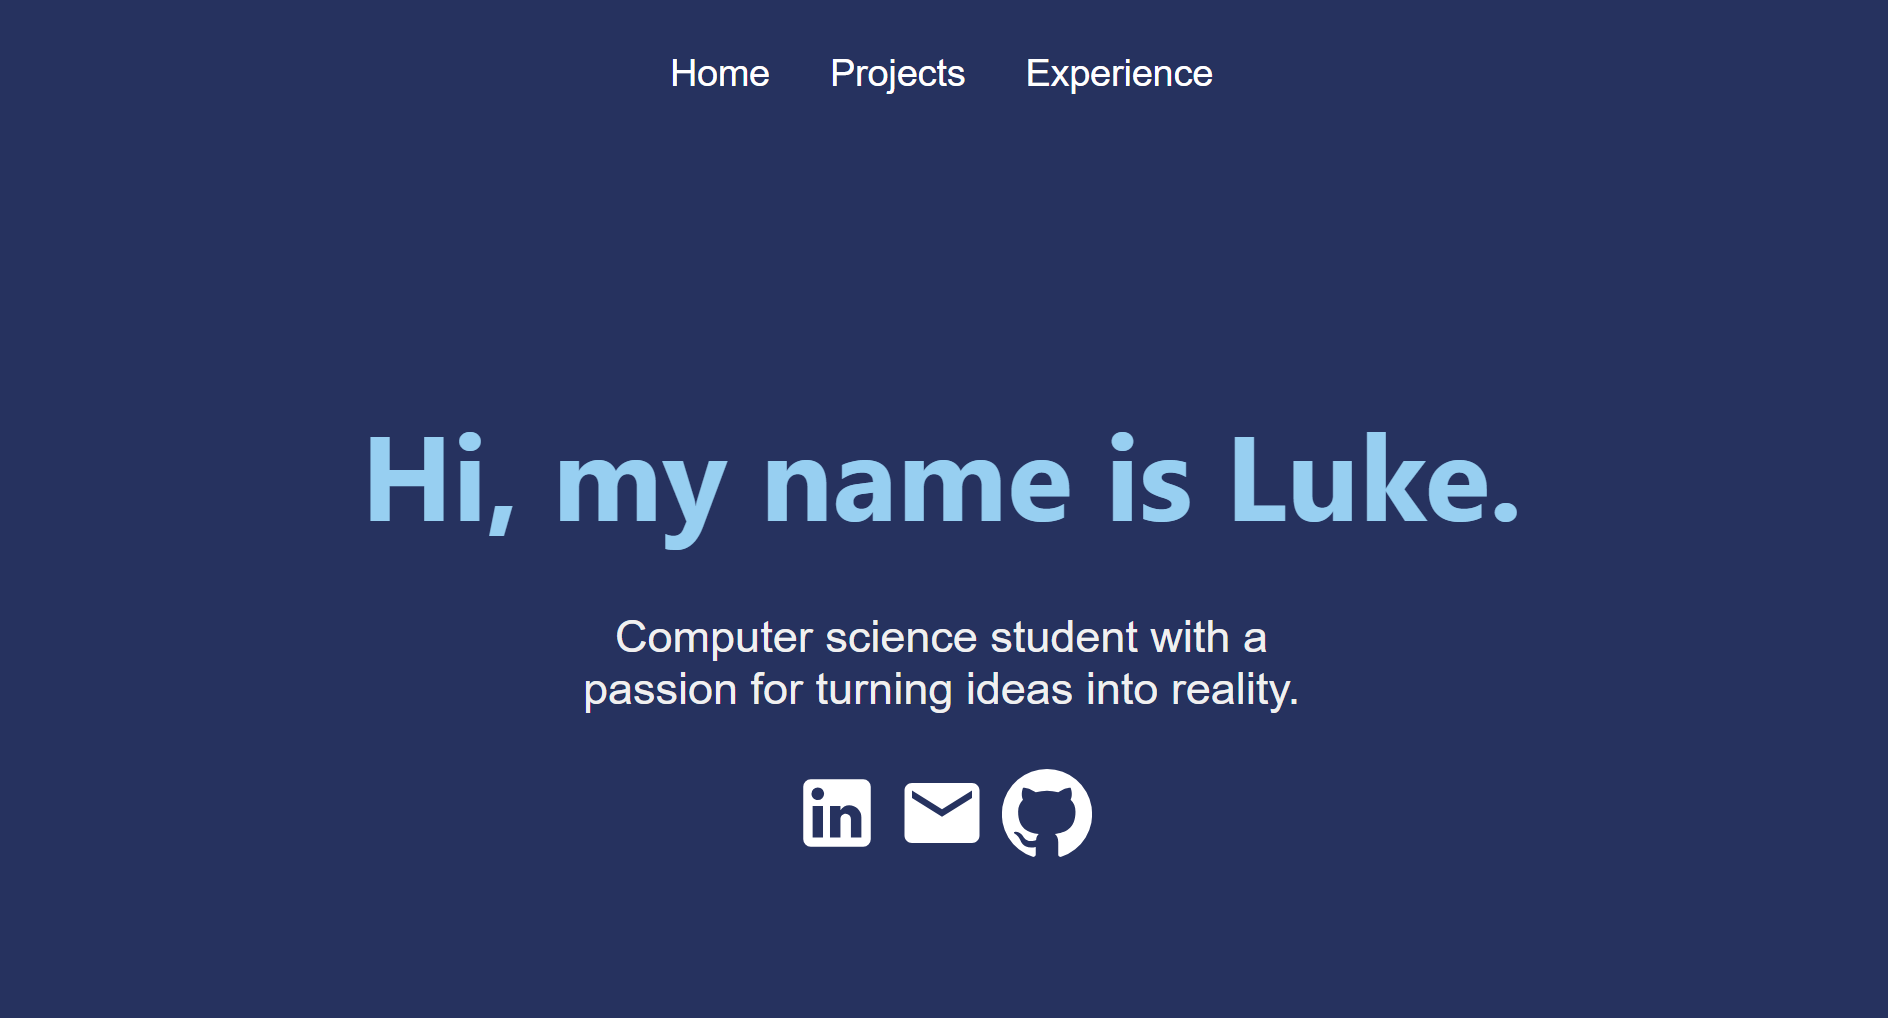 Home Projects Experience
Hi, my name is Luke.
Computer science student with a
passion for turning ideas into reality.
in